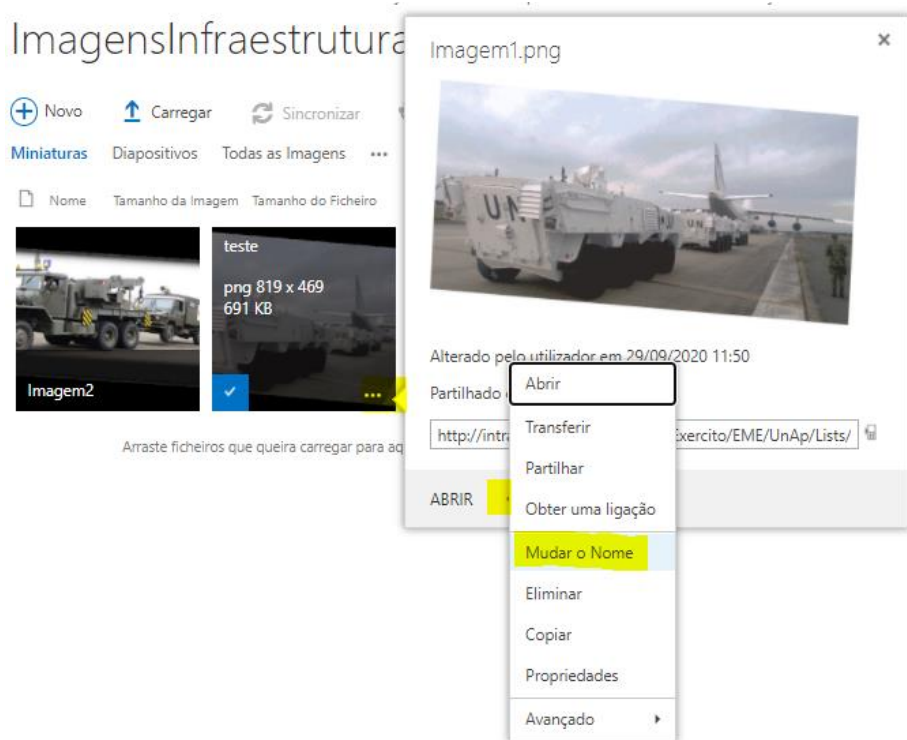 ImagensInfraestrutura
Novo
Carregar
Sincronizar
Miniaturas
Diapositivos
Todas as Imagens
...
Nome
Tamanho da Imagem
Tamanho do Ficheiro
teste
png 819 x 469
691 KB
...
Imagem2
Arraste ficheiros que queira carregar para aq
Imagem1.png
UN
UN
Alterado pelo utilizador em 29/09/2020 11:50
Partilhado
http://intra
xercito/EME/UnAp/Lists/
ABRIR
Abrir
Transferir
Partilhar
Obter uma ligação
Mudar o Nome
Eliminar
Copiar
Propriedades
Avançado